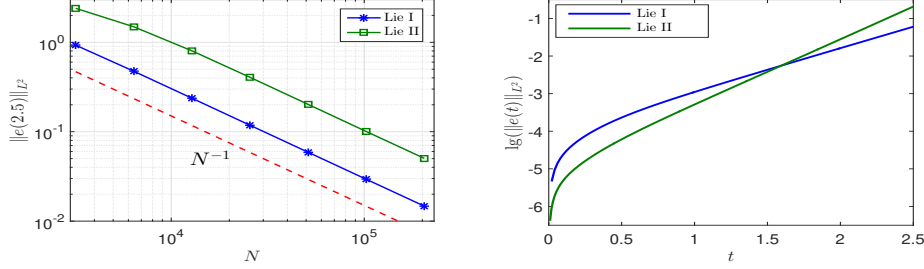 Lie I
Lie II
10^0
10^{-1}
10^{-2}
‖e(2.5)‖_{L^2}
N^{-1}
10^4
10^5
N
Lie I
Lie II
-1
-2
-3
-4
-5
-6
lg(‖e(t)‖_{L^2})
0
0.5
1
1.5
2
2.5
t